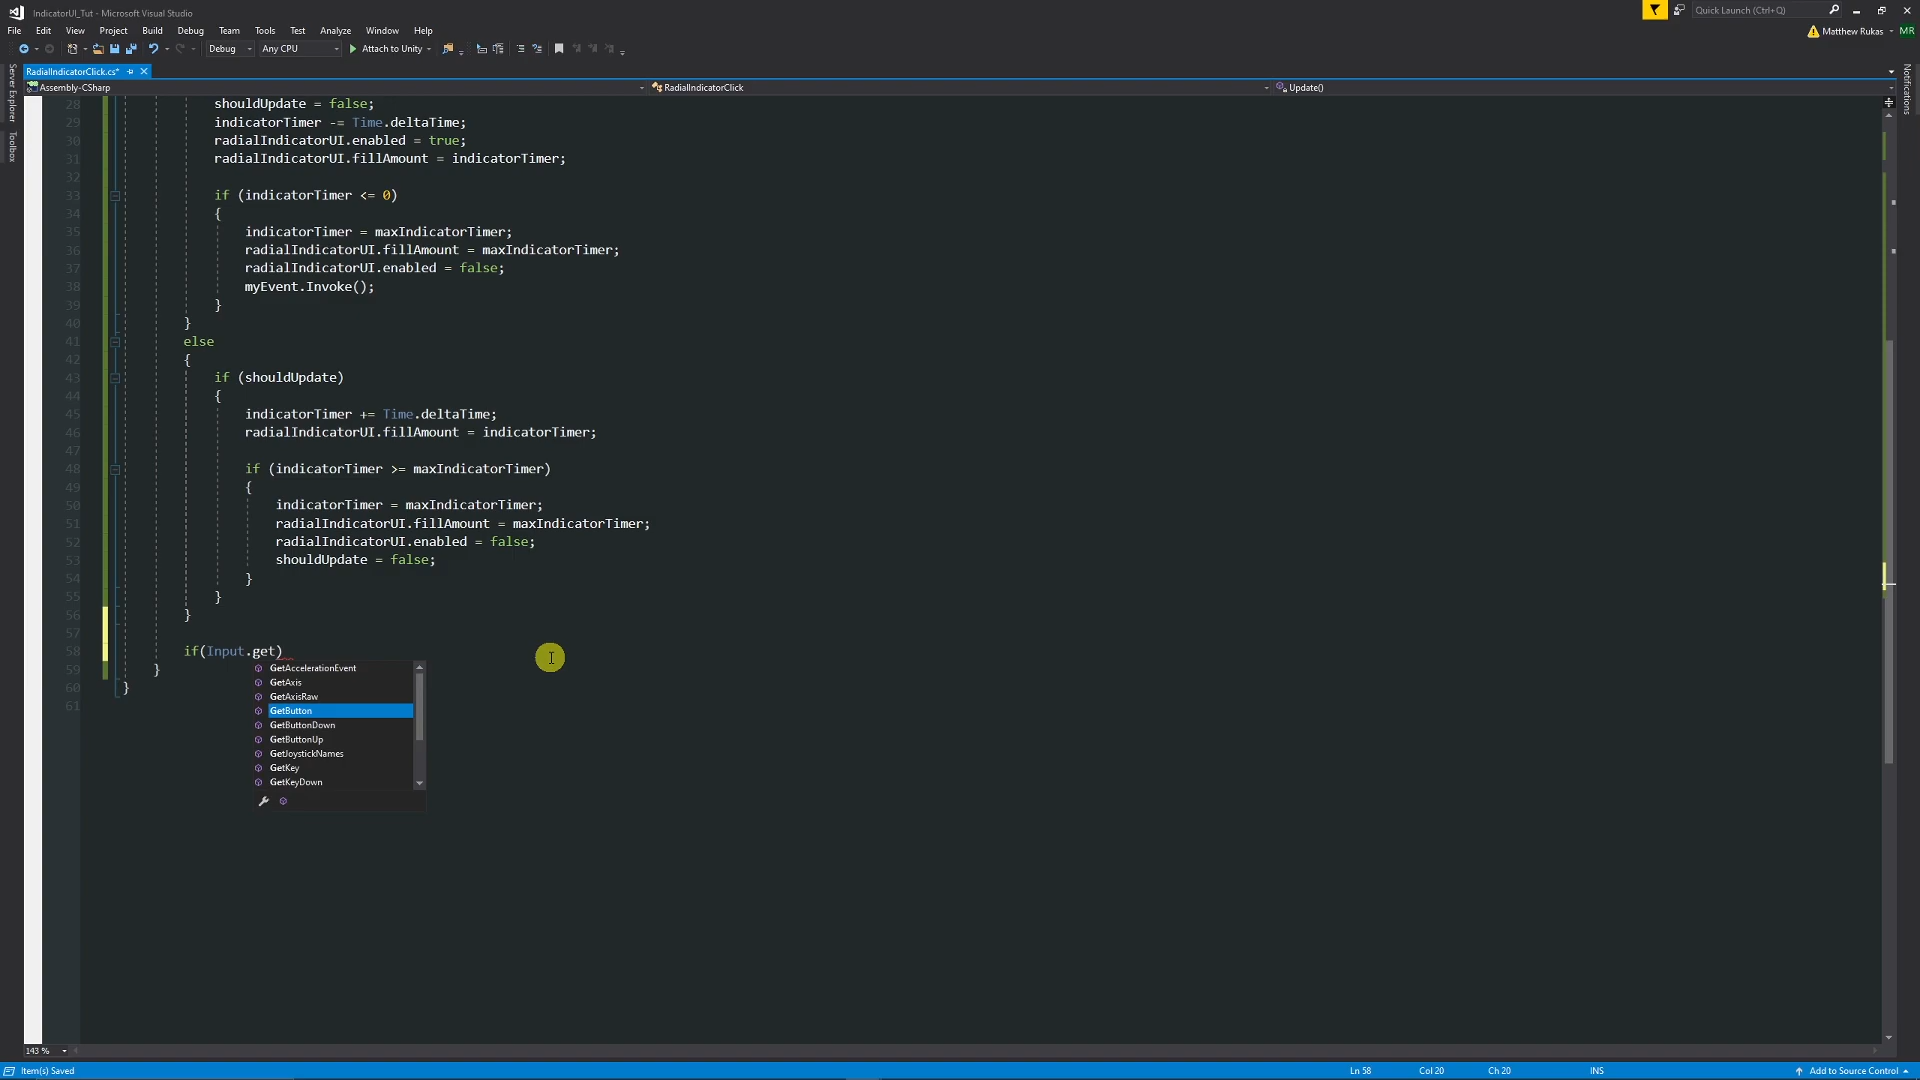 IndicatorUI_Tut - Microsoft Visual Studio
Quick Launch (Ctrl+Q)
File Edit View Project Build Debug Team Tools Test Analyze Window Help
Matthew Rukas MR
Debug Any CPU Attach to Unity
RadialIndicatorClick.cs*
Server Explorer
Toolbox
Notifications
Assembly-CSharp RadialIndicatorClick Update()
28 shouldUpdate = false;
29 indicatorTimer -= Time.deltaTime;
30 radialIndicatorUI.enabled = true;
31 radialIndicatorUI.fillAmount = indicatorTimer;
32
33 if (indicatorTimer <= 0)
34 {
35 indicatorTimer = maxIndicatorTimer;
36 radialIndicatorUI.fillAmount = maxIndicatorTimer;
37 radialIndicatorUI.enabled = false;
38 myEvent.Invoke();
39 }
40 }
41 else
42 {
43 if (shouldUpdate)
44 {
45 indicatorTimer += Time.deltaTime;
46 radialIndicatorUI.fillAmount = indicatorTimer;
47
48 if (indicatorTimer >= maxIndicatorTimer)
49 {
50 indicatorTimer = maxIndicatorTimer;
51 radialIndicatorUI.fillAmount = maxIndicatorTimer;
52 radialIndicatorUI.enabled = false;
53 shouldUpdate = false;
54 }
55 }
56 }
57
58 if(Input.get)
59 }
60 }
61
GetAccelerationEvent
GetAxis
GetAxisRaw
GetButton
GetButtonDown
GetButtonUp
GetJoystickNames
GetKey
GetKeyDown
143 %
Item(s) Saved Ln 58 Col 20 Ch 20 INS Add to Source Control